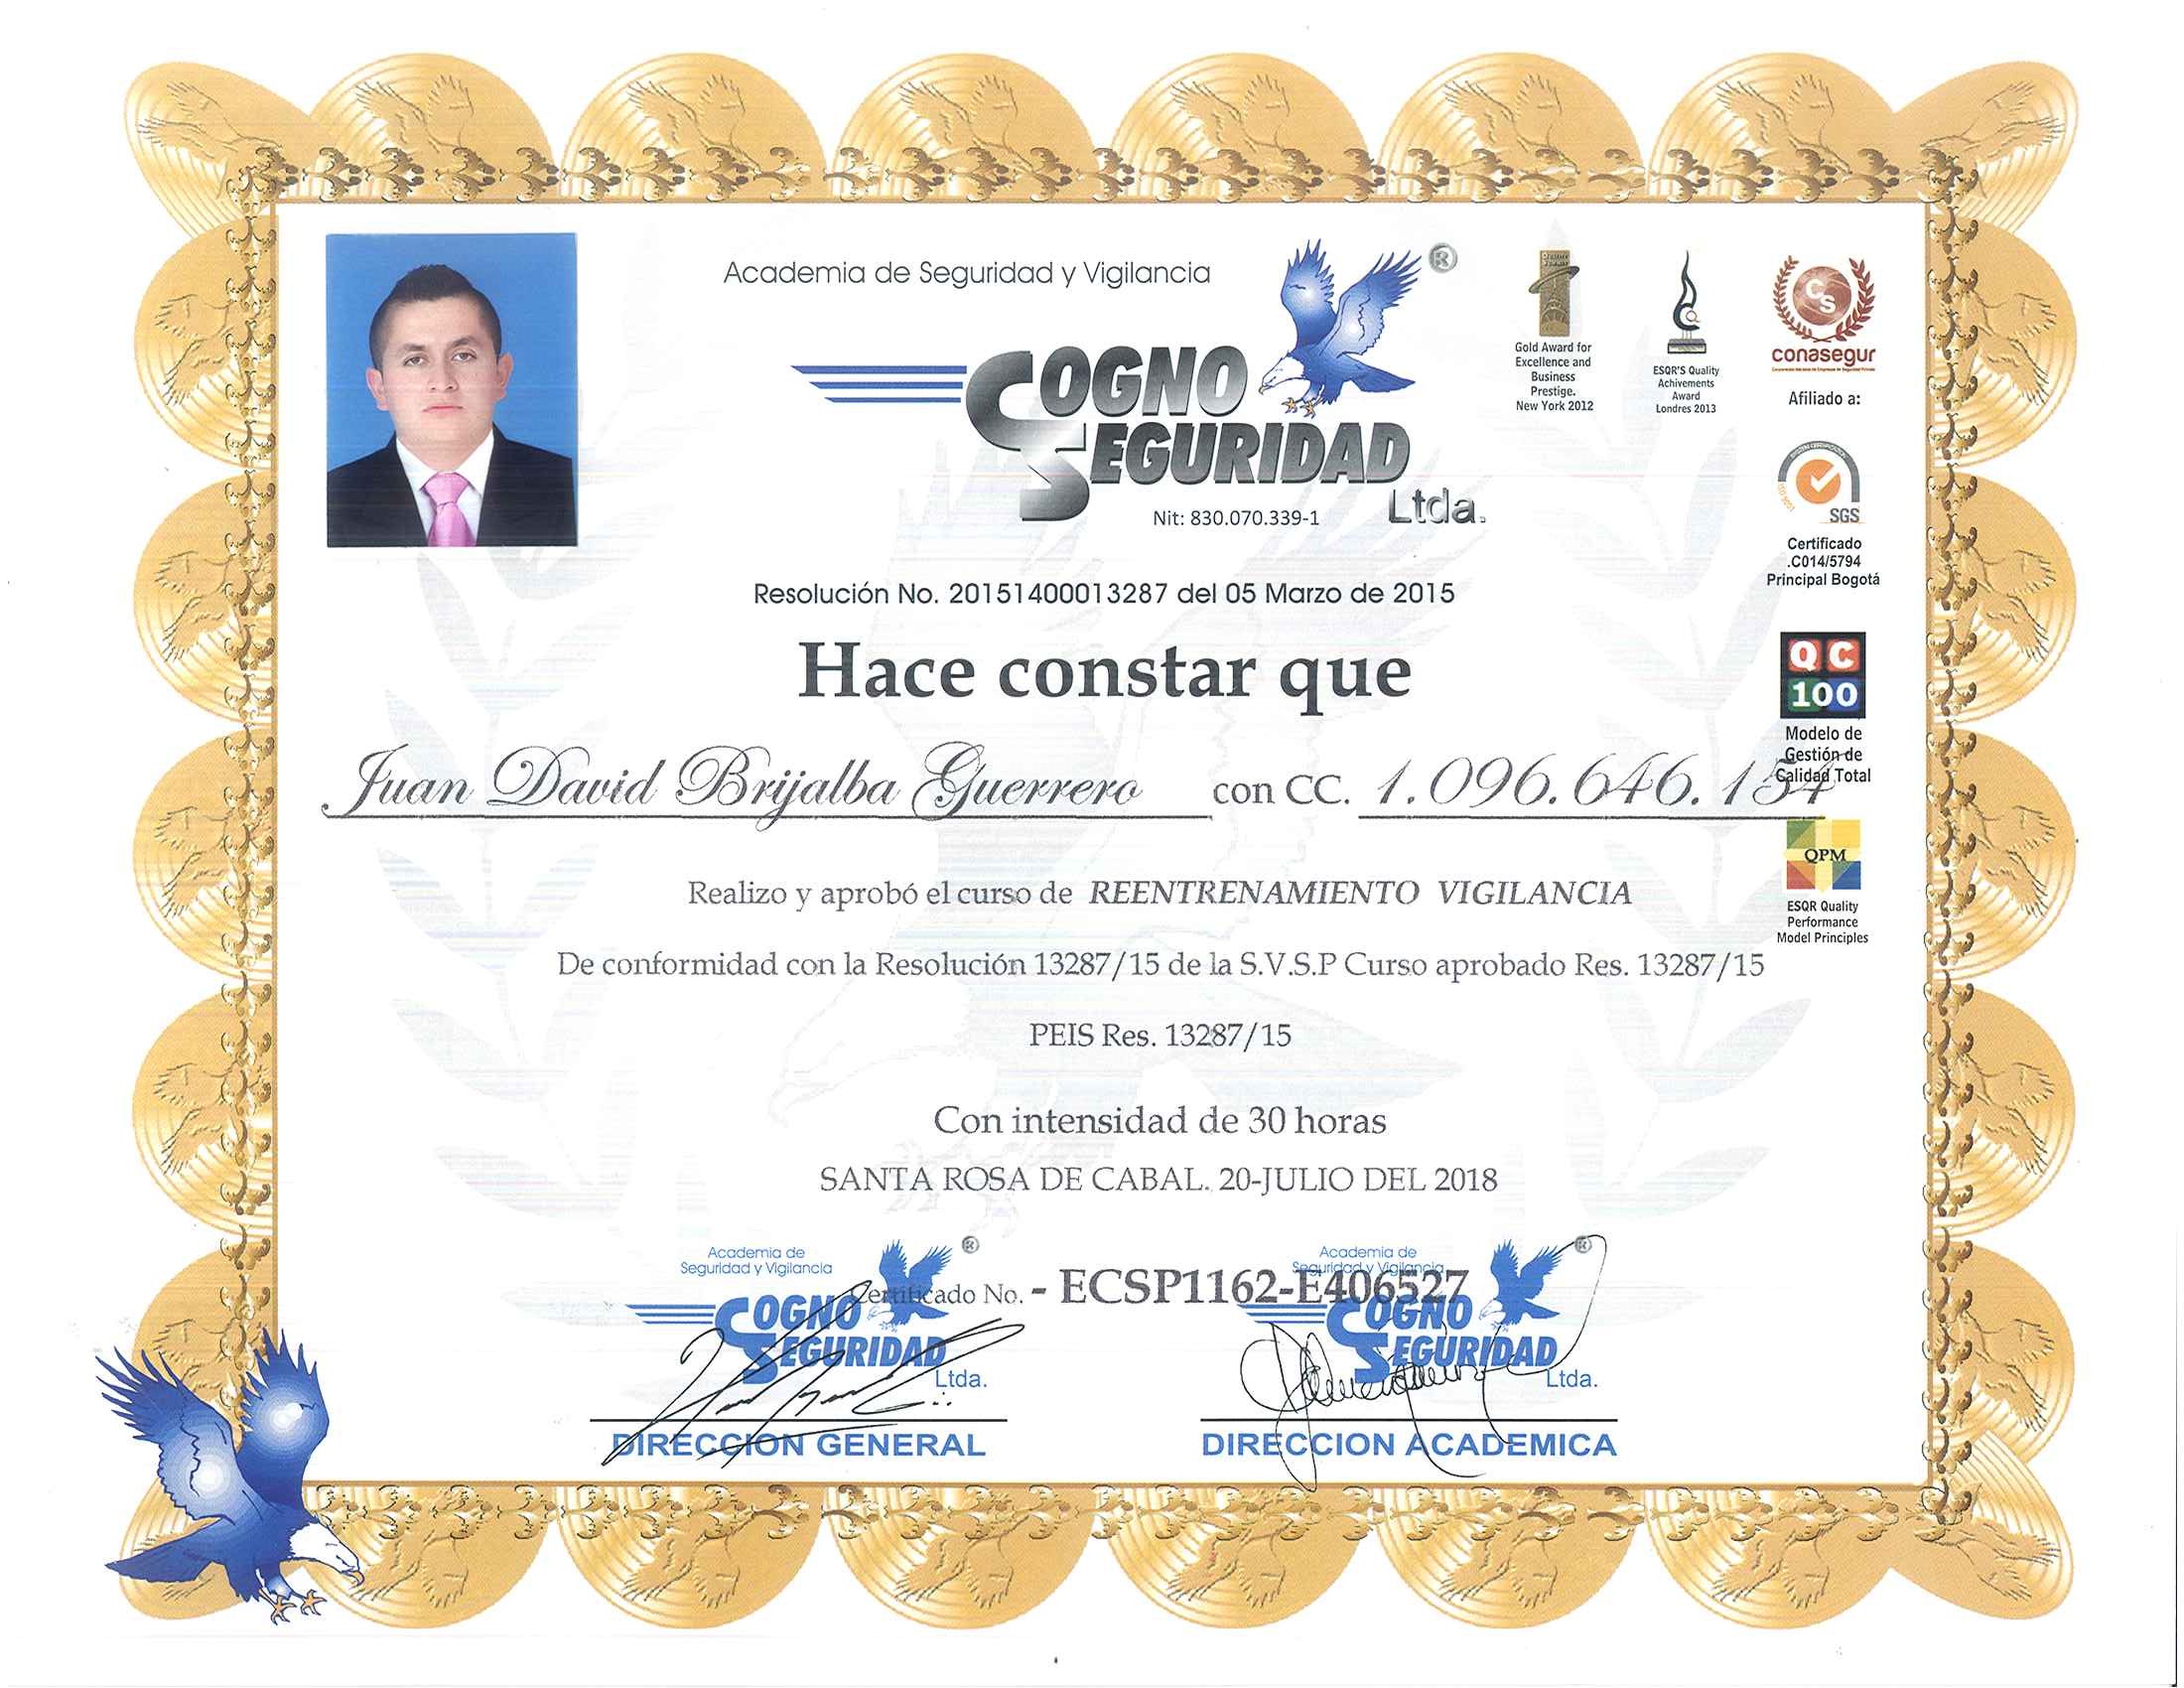 Academia de Seguridad y Vigilancia
®
COGNO
SEGURIDAD
Ltda.
Nit: 830.070.339-1
Gold Award for
Excellence and
Business
Prestige.
New York 2012
ESQR'S Quality
Achivements
Award
Londres 2013
CS
conasegur
Afiliado a:
SGS
Certificado
.C014/5794
Principal Bogotá
Resolución No. 20151400013287 del 05 Marzo de 2015
Hace constar que
QC
100
Modelo de
Gestión de
Calidad Total
Juan David Brijalba Guerrero con CC. 1.096.646.154
QPM
ESQR Quality
Performance
Model Principles
Realizo y aprobó el curso de REENTRENAMIENTO VIGILANCIA
De conformidad con la Resolución 13287/15 de la S.V.S.P Curso aprobado Res. 13287/15
PEIS Res. 13287/15
Con intensidad de 30 horas
SANTA ROSA DE CABAL. 20-JULIO DEL 2018
Certificado No. - ECSP1162-E406527
Academia de
Seguridad y Vigilancia
®
COGNO
SEGURIDAD
Ltda.
DIRECCION GENERAL
Academia de
Seguridad y Vigilancia
®
COGNO
SEGURIDAD
Ltda.
DIRECCION ACADEMICA